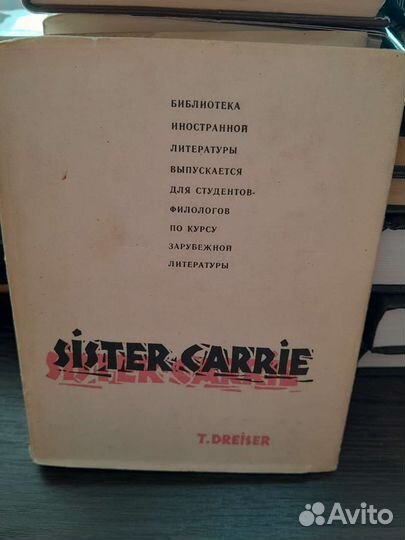 БИБЛИОТЕКА
ИНОСТРАННОЙ
ЛИТЕРАТУРЫ
ВЫПУСКАЕТСЯ
ДЛЯ СТУДЕНТОВ-
ФИЛОЛОГОВ
ПО КУРСУ
ЗАРУБЕЖНОЙ
ЛИТЕРАТУРЫ
SiSTER CARRiE
T. DREiSER
Avito